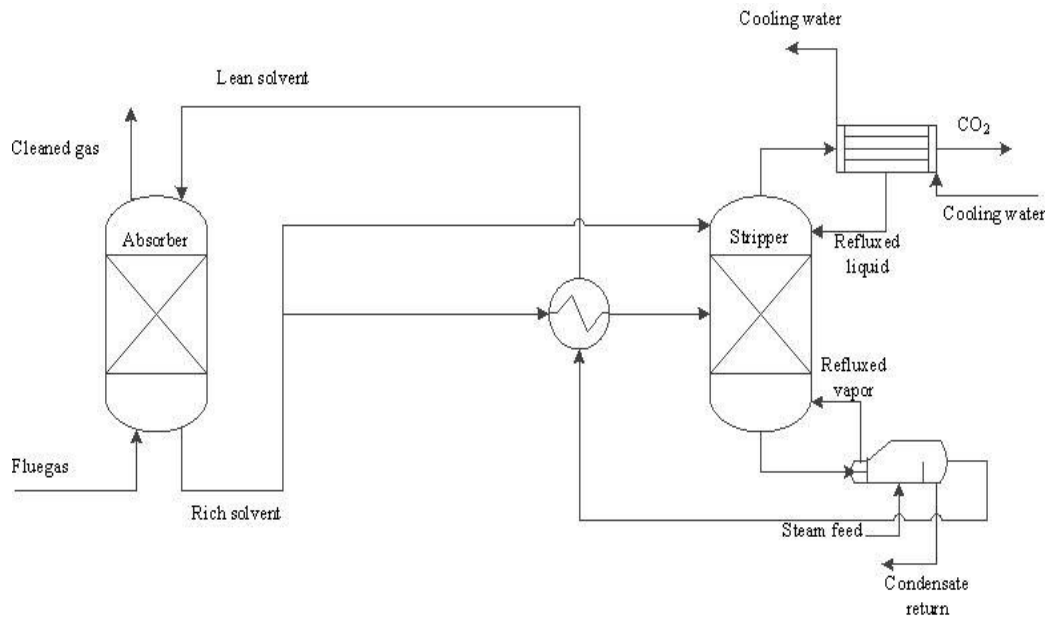 Cooling water
Lean solvent
CO2
Cleaned gas
Cooling water
Absorber
Stripper
Refluxed
liquid
Refluxed
vapor
Fluegas
Rich solvent
Steam feed
Condensate
return